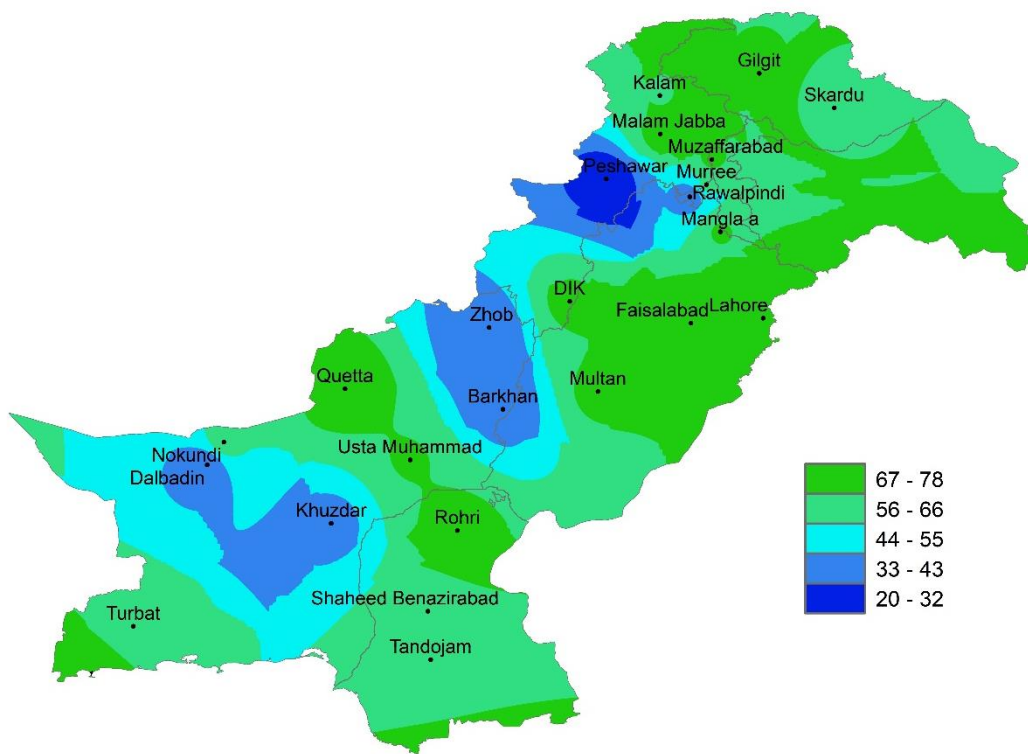 Gilgit
Kalam
Skardu
Malam Jabba
Muzaffarabad
Peshawar
Murree
Rawalpindi
Mangla a
DIK
Faisalabad
Lahore
Zhob
Quetta
Multan
Barkhan
Usta Muhammad
Nokundi
Dalbadin
Khuzdar
Rohri
Shaheed Benazirabad
Turbat
Tandojam
67 - 78
56 - 66
44 - 55
33 - 43
20 - 32